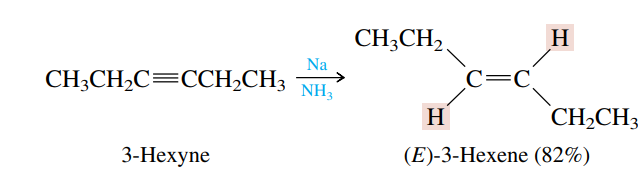 CH₃CH₂ H
CH₃CH₂C≡CCH₂CH₃ Na NH₃ C=C
H CH₂CH₃
3-Hexyne (E)-3-Hexene (82%)